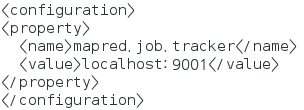 <configuration>
<property>
<name>mapred.job.tracker</name>
<value>localhost:9001</value>
</property>
</configuration>